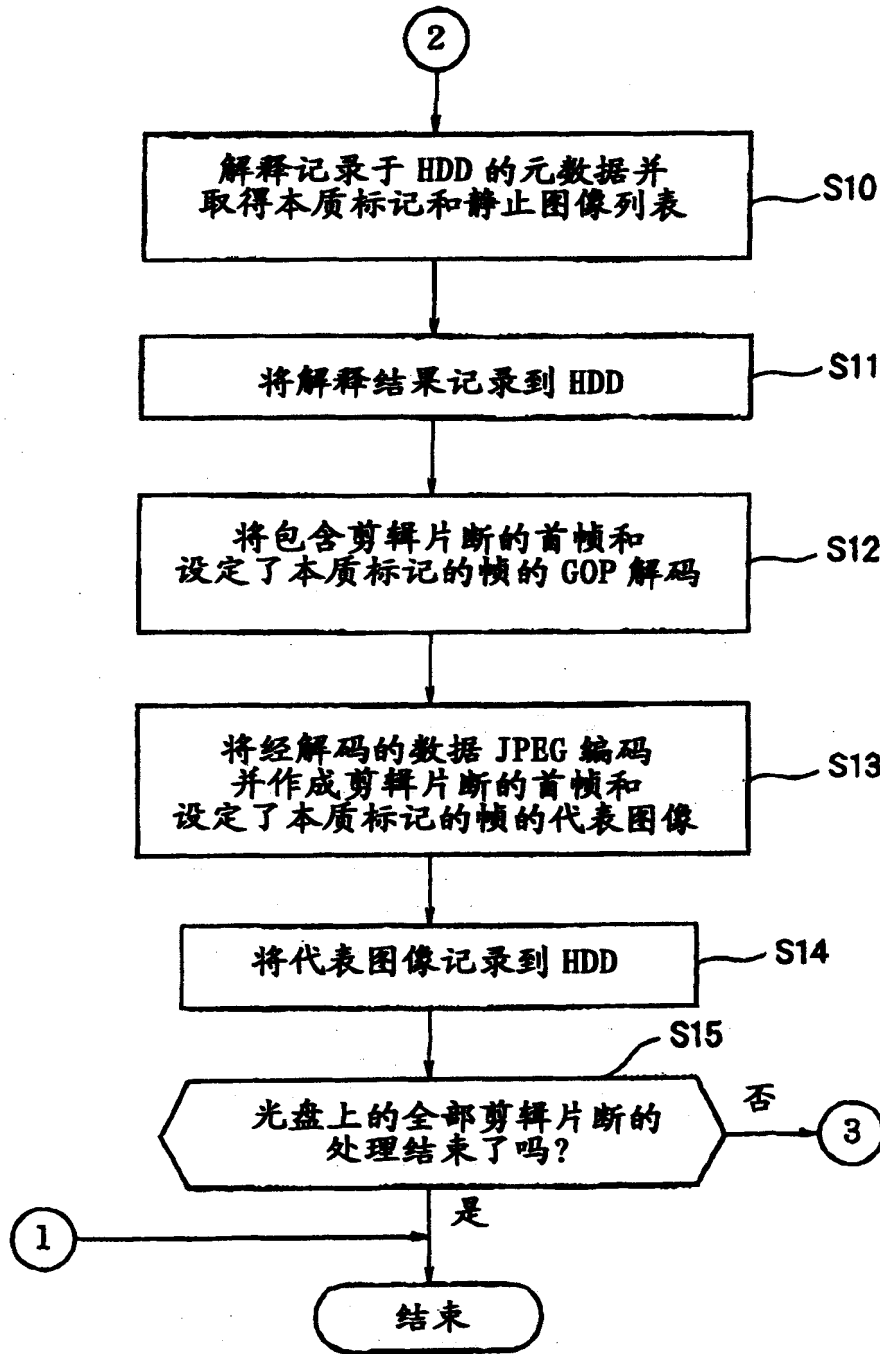 2
解释记录于 HDD 的元数据并
取得本质标记和静止图像列表
S10
将解释结果记录到 HDD
S11
将包含剪辑片断的首帧和
设定了本质标记的帧的 GOP 解码
S12
将经解码的数据 JPEG 编码
并作成剪辑片断的首帧和
设定了本质标记的帧的代表图像
S13
将代表图像记录到 HDD
S14
S15
光盘上的全部剪辑片断的
处理结束了吗?
否
3
是
1
结束